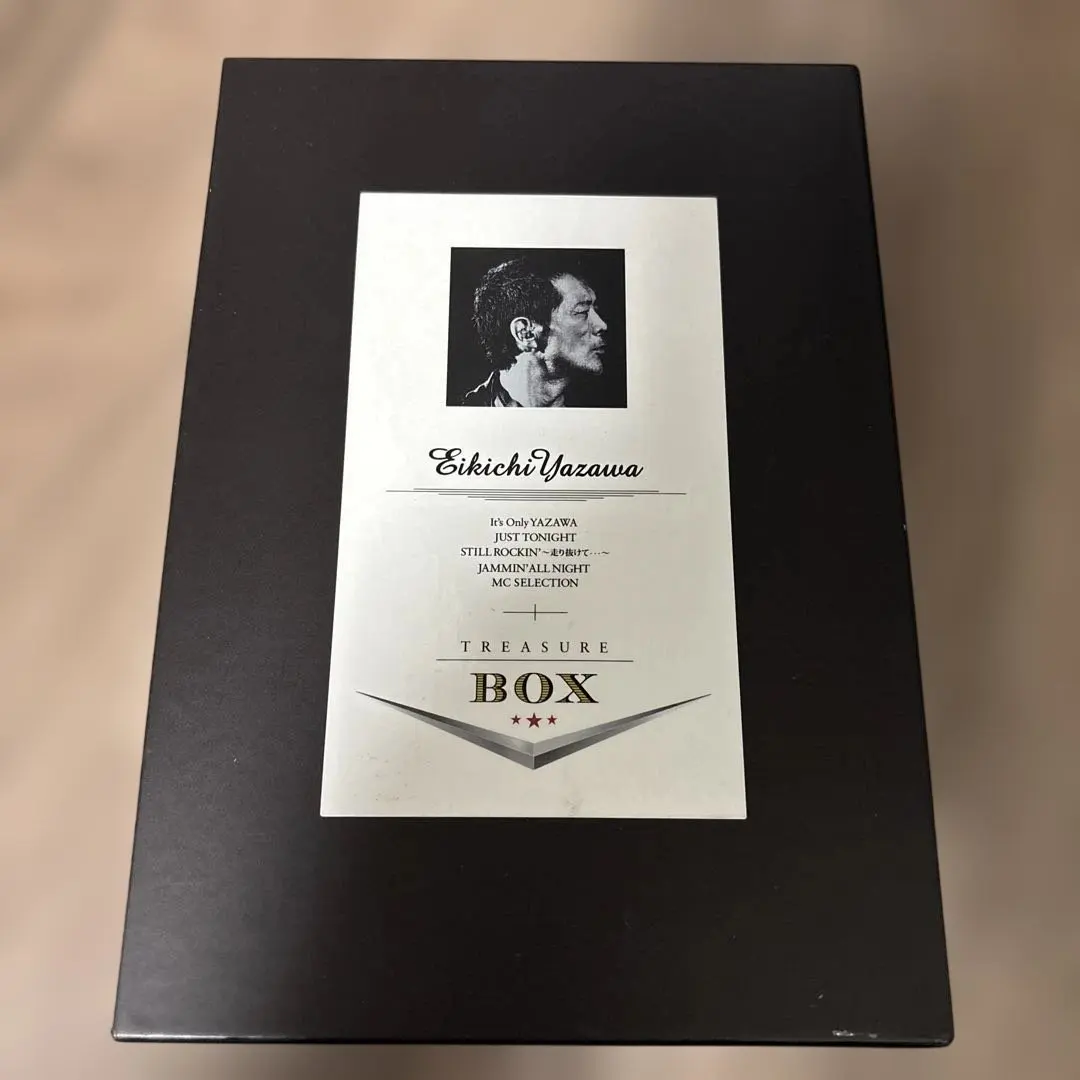 Eikichi Yazawa
It's Only YAZAWA
JUST TONIGHT
STILL ROCKIN'～走り抜けて・・・～
JAMMIN' ALL NIGHT
MC SELECTION
TREASURE
BOX